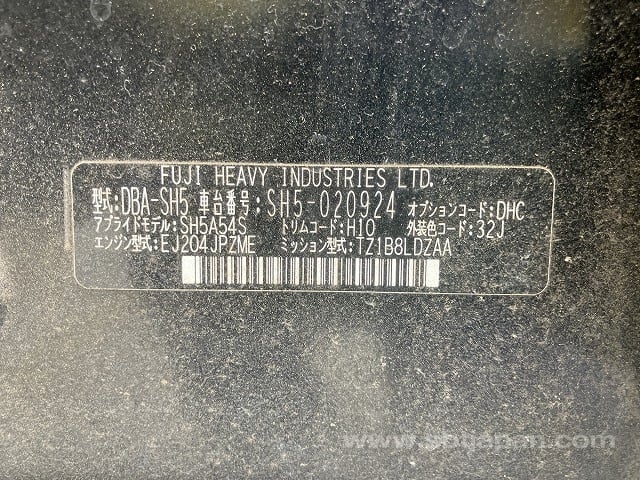 FUJI HEAVY INDUSTRIES LTD.
型式:DBA-SH5 車台番号:SH5-020924 オプションコード:DHC
アプライドモデル:SH5A54S トリムコード:H10 外装色コード:32J
エンジン型式:EJ204JPZME ミッション型式:TZ1B8LDZAA
www.sbtjapan.com